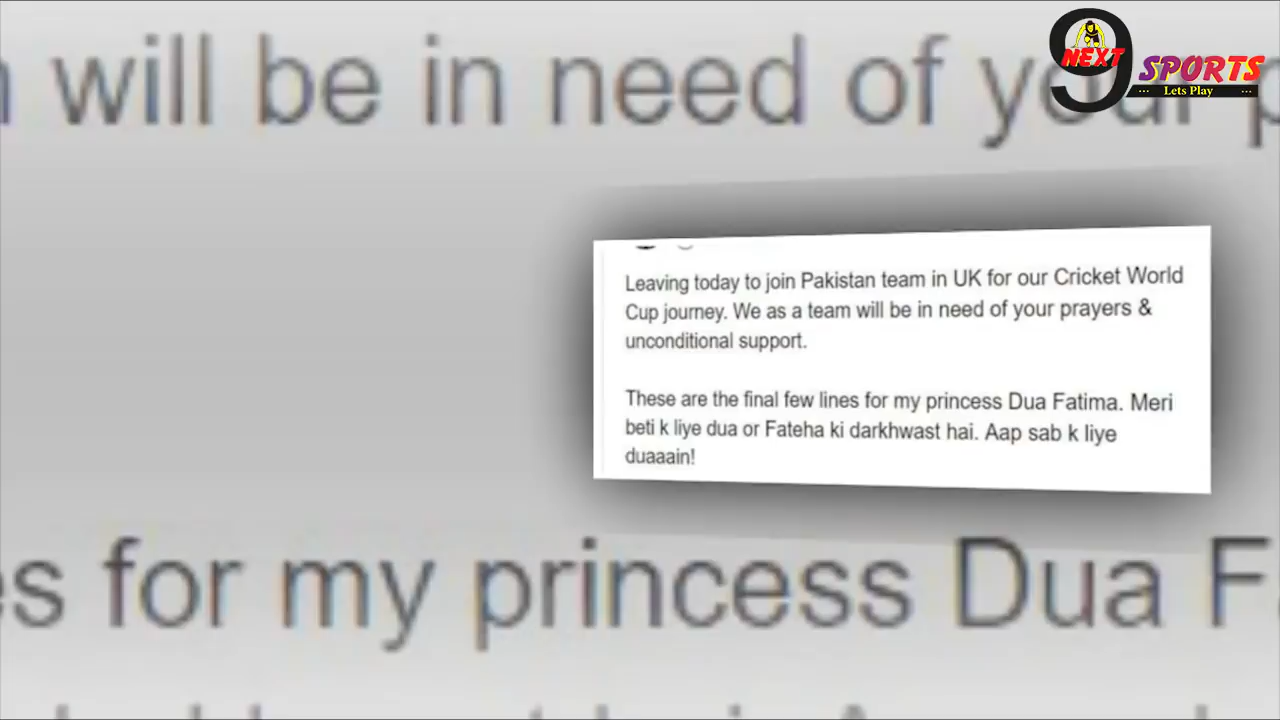 will be in need of your p
9
NEXT
SPORTS
Lets Play
Leaving today to join Pakistan team in UK for our Cricket World
Cup journey. We as a team will be in need of your prayers &
unconditional support.
These are the final few lines for my princess Dua Fatima. Meri
beti k liye dua or Fateha ki darkhwast hai. Aap sab k liye
duaaain!
es for my princess Dua F